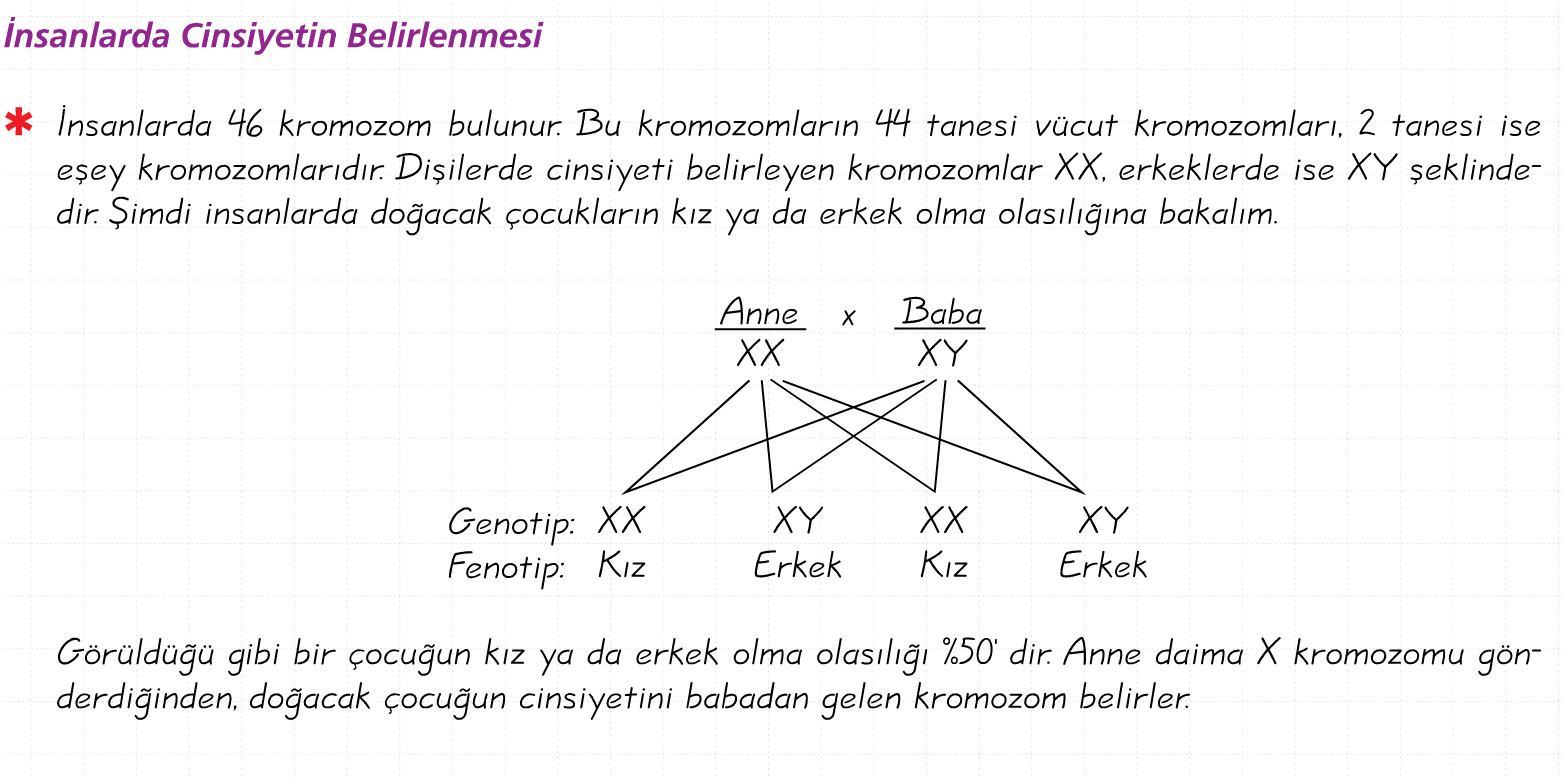 İnsanlarda Cinsiyetin Belirlenmesi
* İnsanlarda 46 kromozom bulunur. Bu kromozomların 44 tanesi vücut kromozomları, 2 tanesi ise
eşey kromozomlarıdır. Dişilerde cinsiyeti belirleyen kromozomlar XX, erkeklerde ise XY şeklinde-
dir. Şimdi insanlarda doğacak çocukların kız ya da erkek olma olasılığına bakalım.
Anne x Baba
XX XY
Genotip: XX XY XX XY
Fenotip: Kız Erkek Kız Erkek
Görüldüğü gibi bir çocuğun kız ya da erkek olma olasılığı %50' dir. Anne daima X kromozomu gön-
derdiğinden, doğacak çocuğun cinsiyetini babadan gelen kromozom belirler.